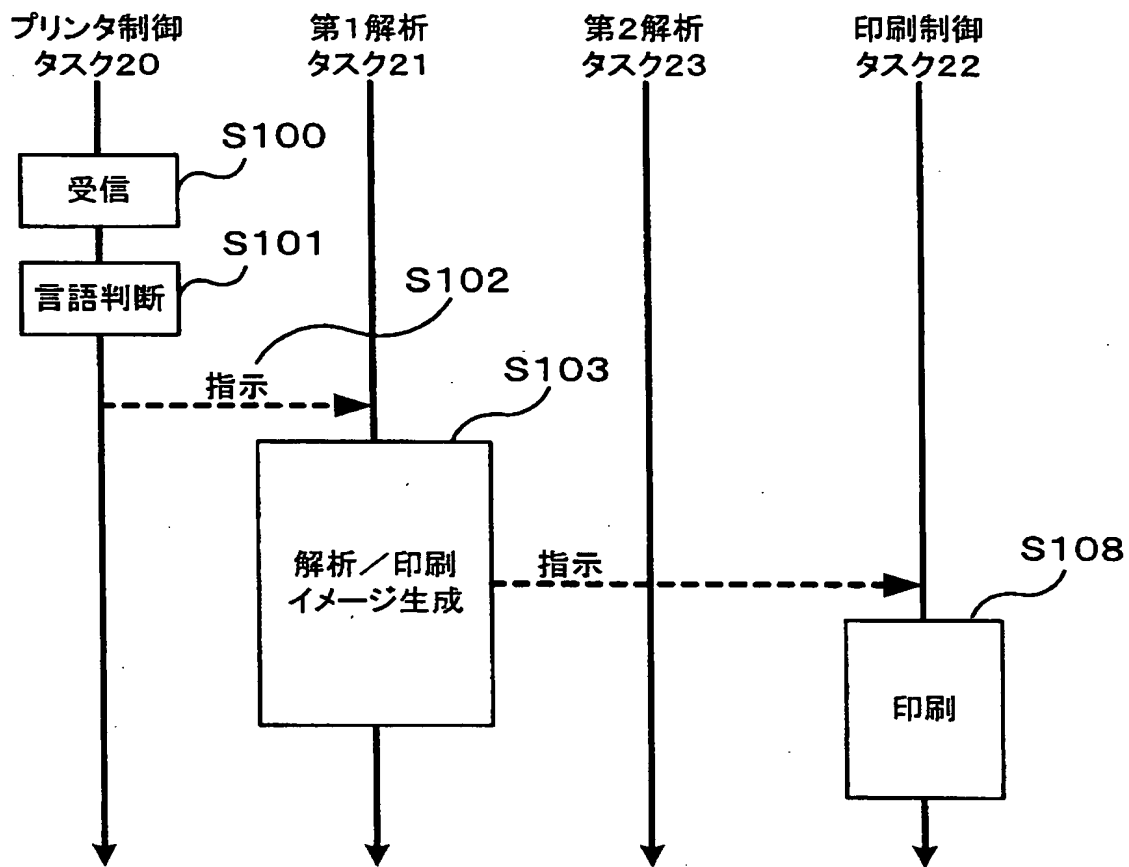 プリンタ制御
タスク20
第1解析
タスク21
第2解析
タスク23
印刷制御
タスク22
S100
受信
S101
言語判断
S102
指示
S103
解析／印刷
イメージ生成
指示
S108
印刷